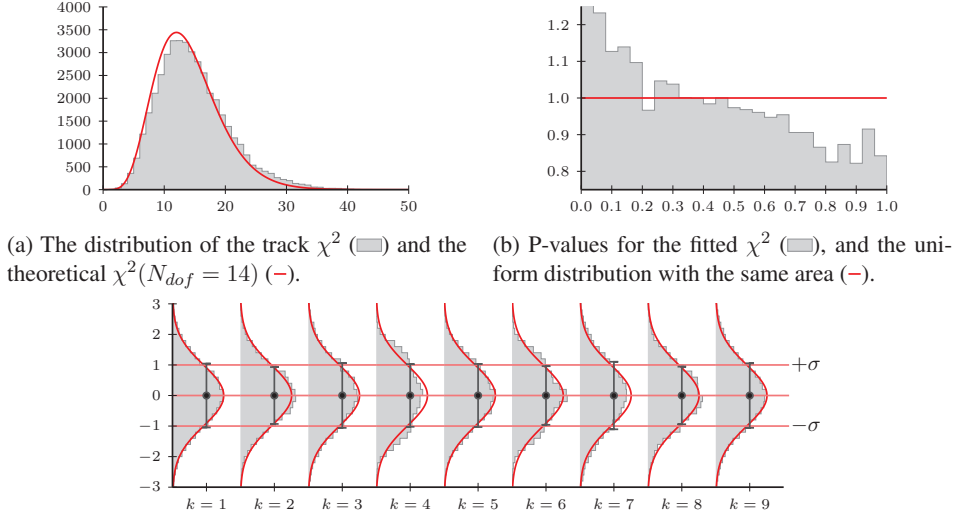 4000
3500
3000
2500
2000
1500
1000
500
0
0 10 20 30 40 50
1.2
1.1
1.0
0.9
0.8
0.0 0.1 0.2 0.3 0.4 0.5 0.6 0.7 0.8 0.9 1.0
(a) The distribution of the track χ² () and the
theoretical χ²(N_dof = 14) (−).
(b) P-values for the fitted χ² (), and the uni-
form distribution with the same area (−).
3
2
1
0
−1
−2
−3
+σ
−σ
k = 1 k = 2 k = 3 k = 4 k = 5 k = 6 k = 7 k = 8 k = 9